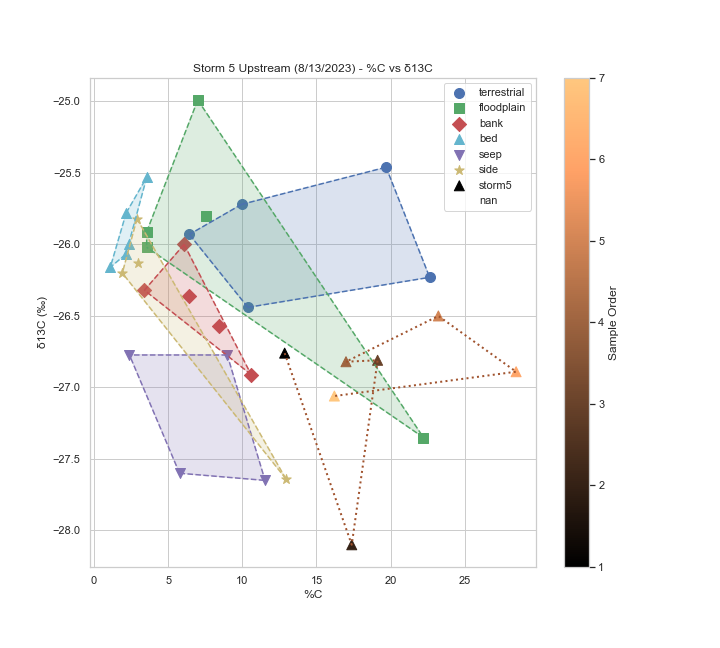 Storm 5 Upstream (8/13/2023) - %C vs δ13C
terrestrial
floodplain
bank
bed
seep
side
storm5
nan
δ13C (‰)
−25.0
−25.5
−26.0
−26.5
−27.0
−27.5
−28.0
0 5 10 15 20 25
%C
7
6
5
4
3
2
1
Sample Order